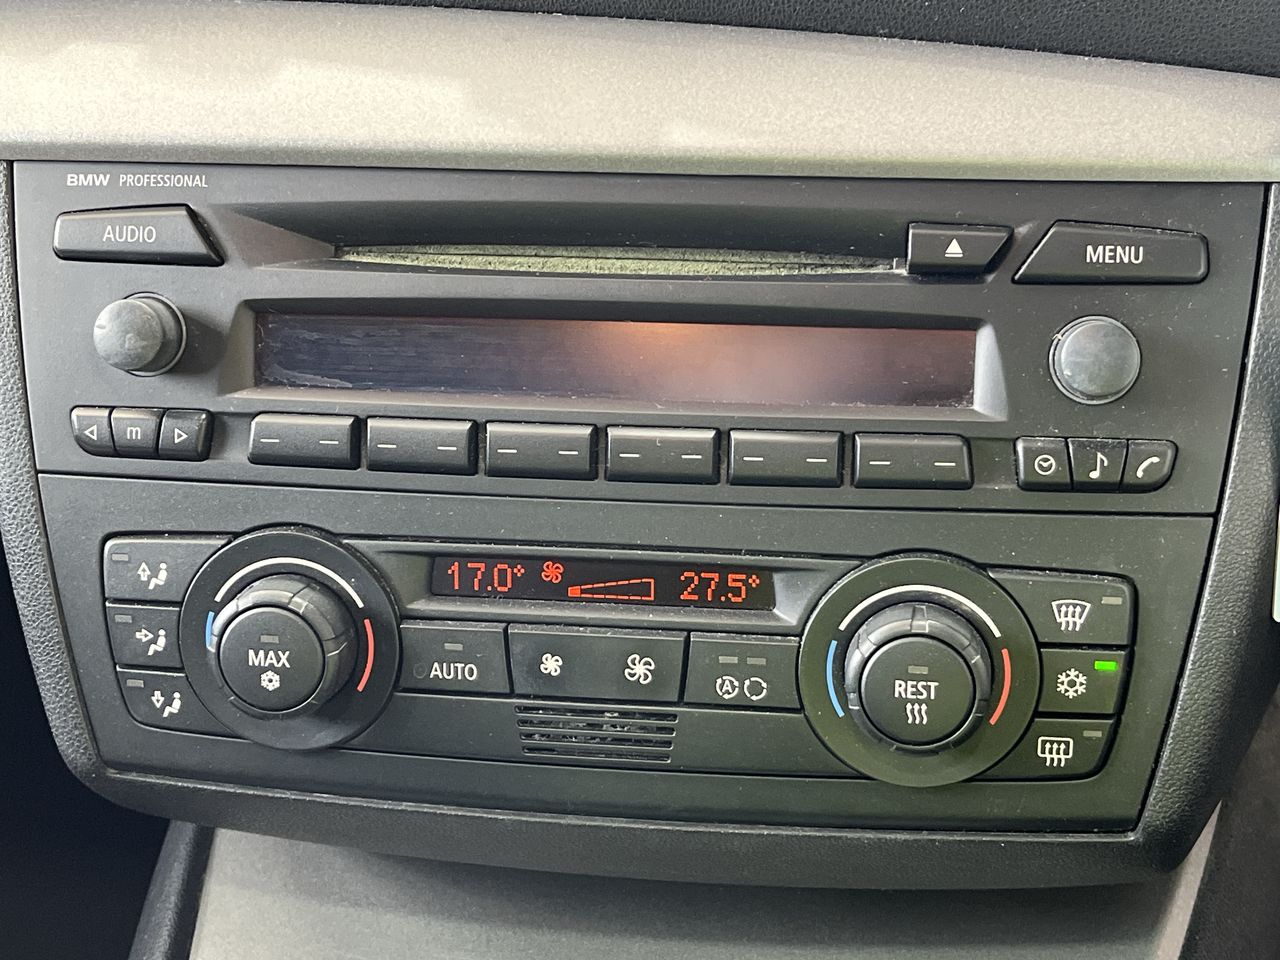 BMW PROFESSIONAL
AUDIO
MENU
m
17.0°
27.5°
MAX
AUTO
A
REST